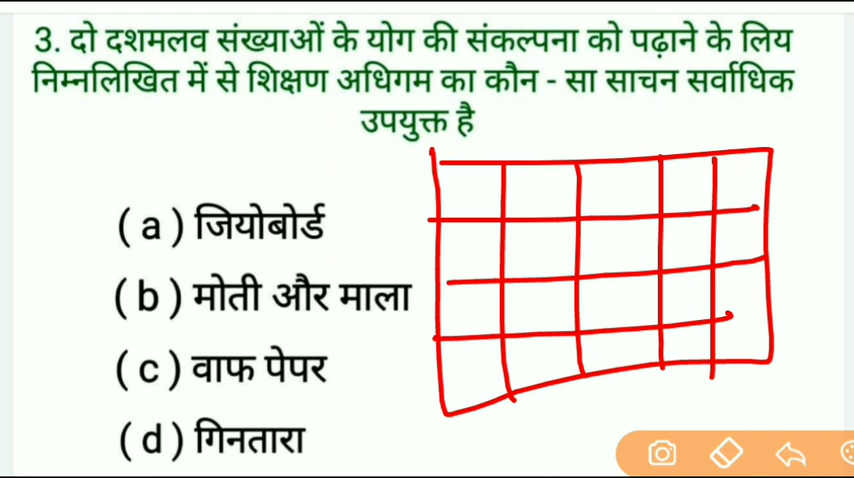 3. दो दशमलव संख्याओं के योग की संकल्पना को पढ़ाने के लिय
निम्नलिखित में से शिक्षण अधिगम का कौन - सा साचन सर्वाधिक
उपयुक्त है
( a ) जियोबोर्ड
( b ) मोती और माला
( c ) वाफ पेपर
( d ) गिनतारा